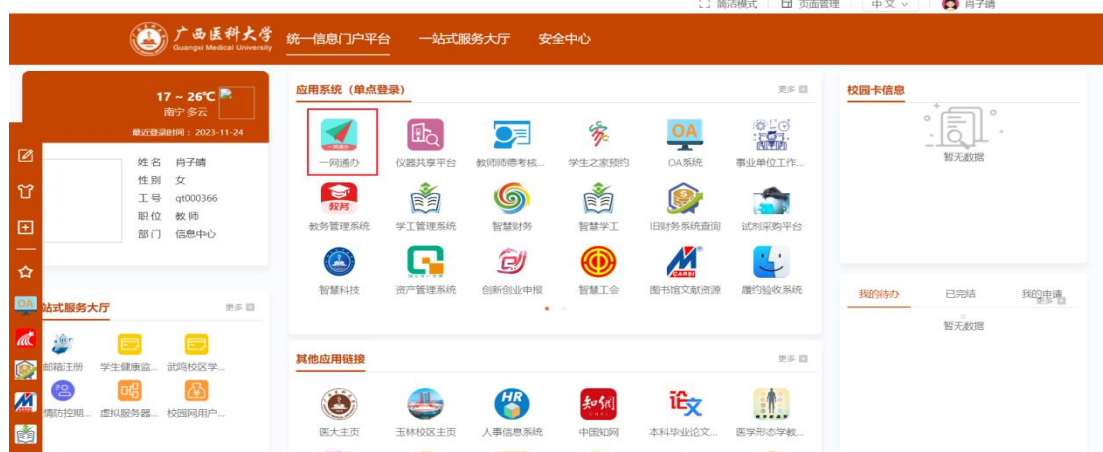 简洁模式 页面管理 中文 肖子晴
广西医科大学
Guangxi Medical University
统一信息门户平台 一站式服务大厅 安全中心
17 ~ 26℃
南宁 多云
最近登录时间：2023-11-24
姓名 肖子晴
性别 女
工号 qt000366
职位 教师
部门 信息中心
OA
站式服务大厅 更多
邮箱注册 学生健康监... 武鸣校区学...
情防控期... 虚拟服务器... 校园网用户...
应用系统（单点登录） 更多
一网通办 仪器共享平台 教师师德考核... 学生之家预约 OA系统 事业单位工作...
OA
教务
教务管理系统 学工管理系统 智慧财务 智慧学工 旧财务系统查询 试剂采购平台
CARSI
智慧科技 资产管理系统 创新创业申报 智慧工会 图书馆文献资源 履约验收系统
其他应用链接 更多
HR 知网 论文
医大主页 玉林校区主页 人事信息系统 中国知网 本科毕业论文... 医学形态学教...
校园卡信息
暂无数据
我的待办 已完结 我的申请
更多
暂无数据